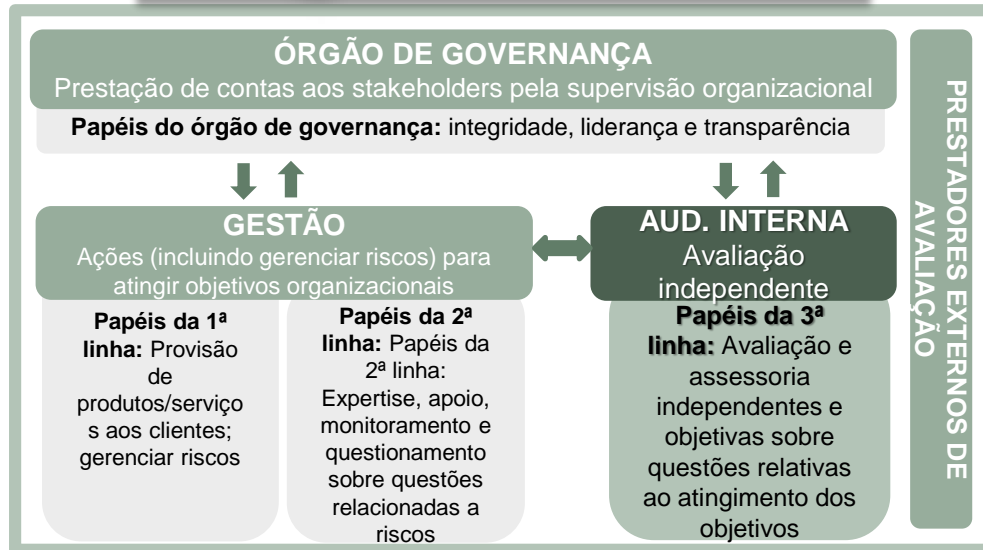 ÓRGÃO DE GOVERNANÇA
Prestação de contas aos stakeholders pela supervisão organizacional
Papéis do órgão de governança: integridade, liderança e transparência
GESTÃO
Ações (incluindo gerenciar riscos) para
atingir objetivos organizacionais
Papéis da 1ª
linha: Provisão
de
produtos/serviço
s aos clientes;
gerenciar riscos
Papéis da 2ª
linha: Papéis da
2ª linha:
Expertise, apoio,
monitoramento e
questionamento
sobre questões
relacionadas a
riscos
AUD. INTERNA
Avaliação
independente
Papéis da 3ª
linha: Avaliação e
assessoria
independentes e
objetivas sobre
questões relativas
ao atingimento dos
objetivos
PRESTADORES EXTERNOS DE
AVALIAÇÃO